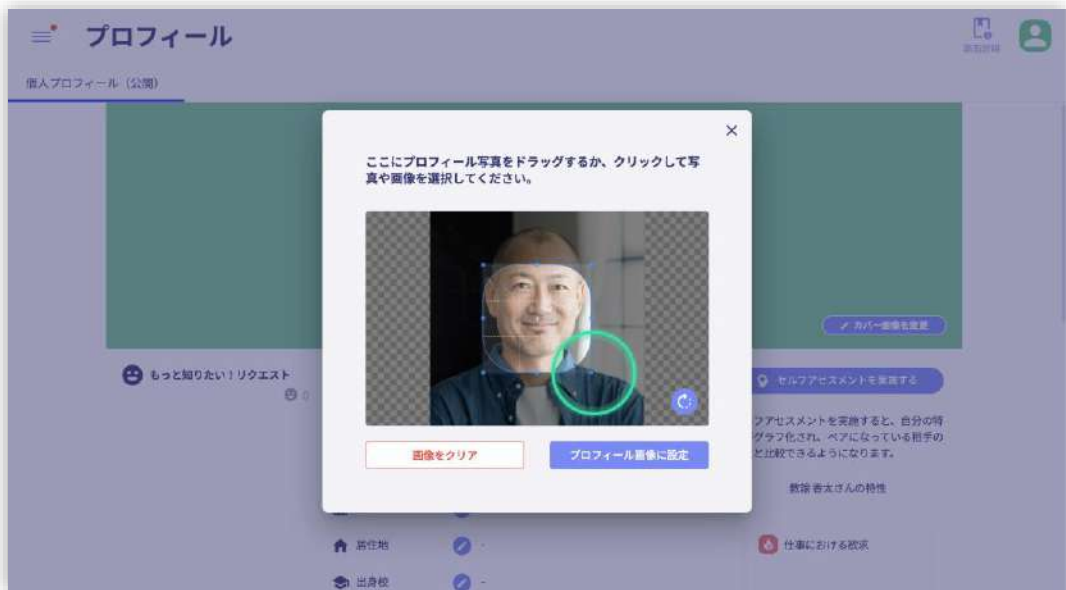 プロフィール
個人プロフィール（公開）
ここにプロフィール写真をドラッグするか、クリックして写
真や画像を選択してください。
カバー画像を変更
もっと知りたい！リクエスト
0
セルフアセスメントを実施する
フアセスメントを実施すると、自分の特
グラフ化され、ペアになっている相手の
と比較できるようになります。
画像をクリア
プロフィール画像に設定
さんの特性
居住地
-
仕事における欲求
出身校
-